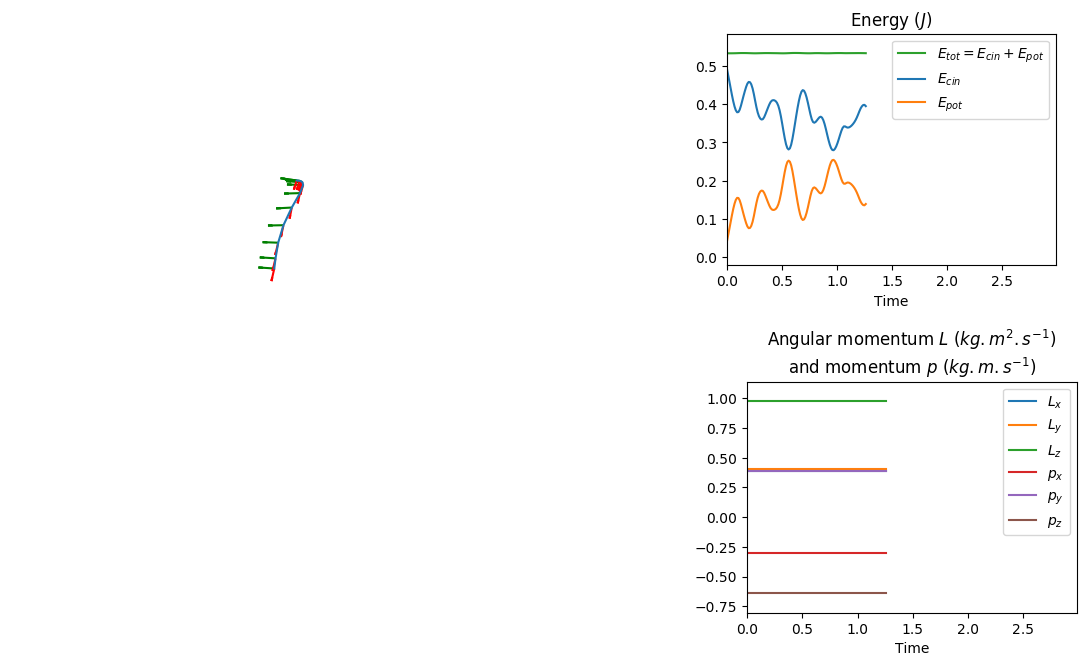 Energy (J)
E_tot = E_cin + E_pot
E_cin
E_pot
0.5
0.4
0.3
0.2
0.1
0.0
0.0 0.5 1.0 1.5 2.0 2.5
Time
Angular momentum L (kg.m².s⁻¹)
and momentum p (kg.m.s⁻¹)
1.00
0.75
0.50
0.25
0.00
−0.25
−0.50
−0.75
L_x
L_y
L_z
p_x
p_y
p_z
0.0 0.5 1.0 1.5 2.0 2.5
Time